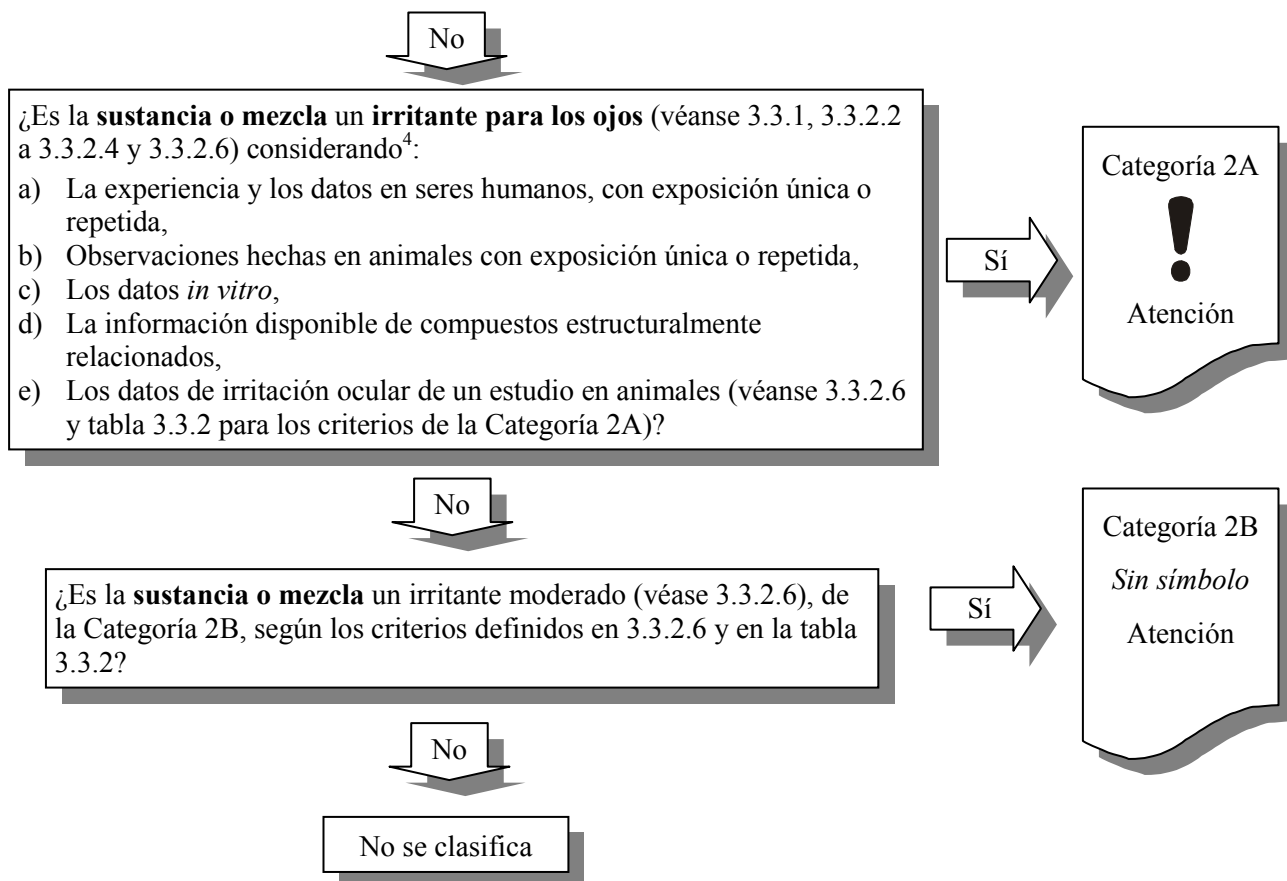 No
¿Es la sustancia o mezcla un irritante para los ojos (véanse 3.3.1, 3.3.2.2
a 3.3.2.4 y 3.3.2.6) considerando4:
a) La experiencia y los datos en seres humanos, con exposición única o
repetida,
b) Observaciones hechas en animales con exposición única o repetida,
c) Los datos in vitro,
d) La información disponible de compuestos estructuralmente
relacionados,
e) Los datos de irritación ocular de un estudio en animales (véanse 3.3.2.6
y tabla 3.3.2 para los criterios de la Categoría 2A)?
Sí
Categoría 2A
!
Atención
No
¿Es la sustancia o mezcla un irritante moderado (véase 3.3.2.6), de
la Categoría 2B, según los criterios definidos en 3.3.2.6 y en la tabla
3.3.2?
Sí
Categoría 2B
Sin símbolo
Atención
No
No se clasifica